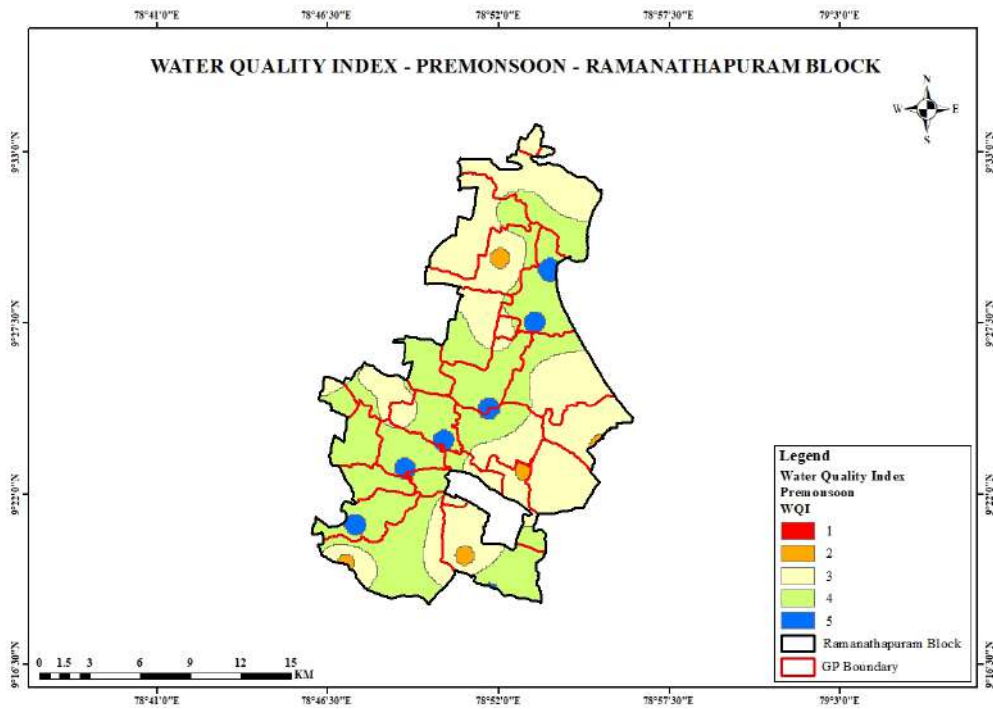 78°41'0"E 78°46'30"E 78°52'0"E 78°57'30"E 79°3'0"E
WATER QUALITY INDEX - PREMONSOON - RAMANATHAPURAM BLOCK
N
W E
S
9°33'0"N 9°33'0"N
9°27'30"N 9°27'30"N
9°22'0"N 9°22'0"N
9°16'30"N 9°16'30"N
Legend
Water Quality Index
Premonsoon
WQI
1
2
3
4
5
Ramanathapuram Block
GP Boundary
0 1.5 3 6 9 12 15
KM
78°41'0"E 78°46'30"E 78°52'0"E 78°57'30"E 79°3'0"E